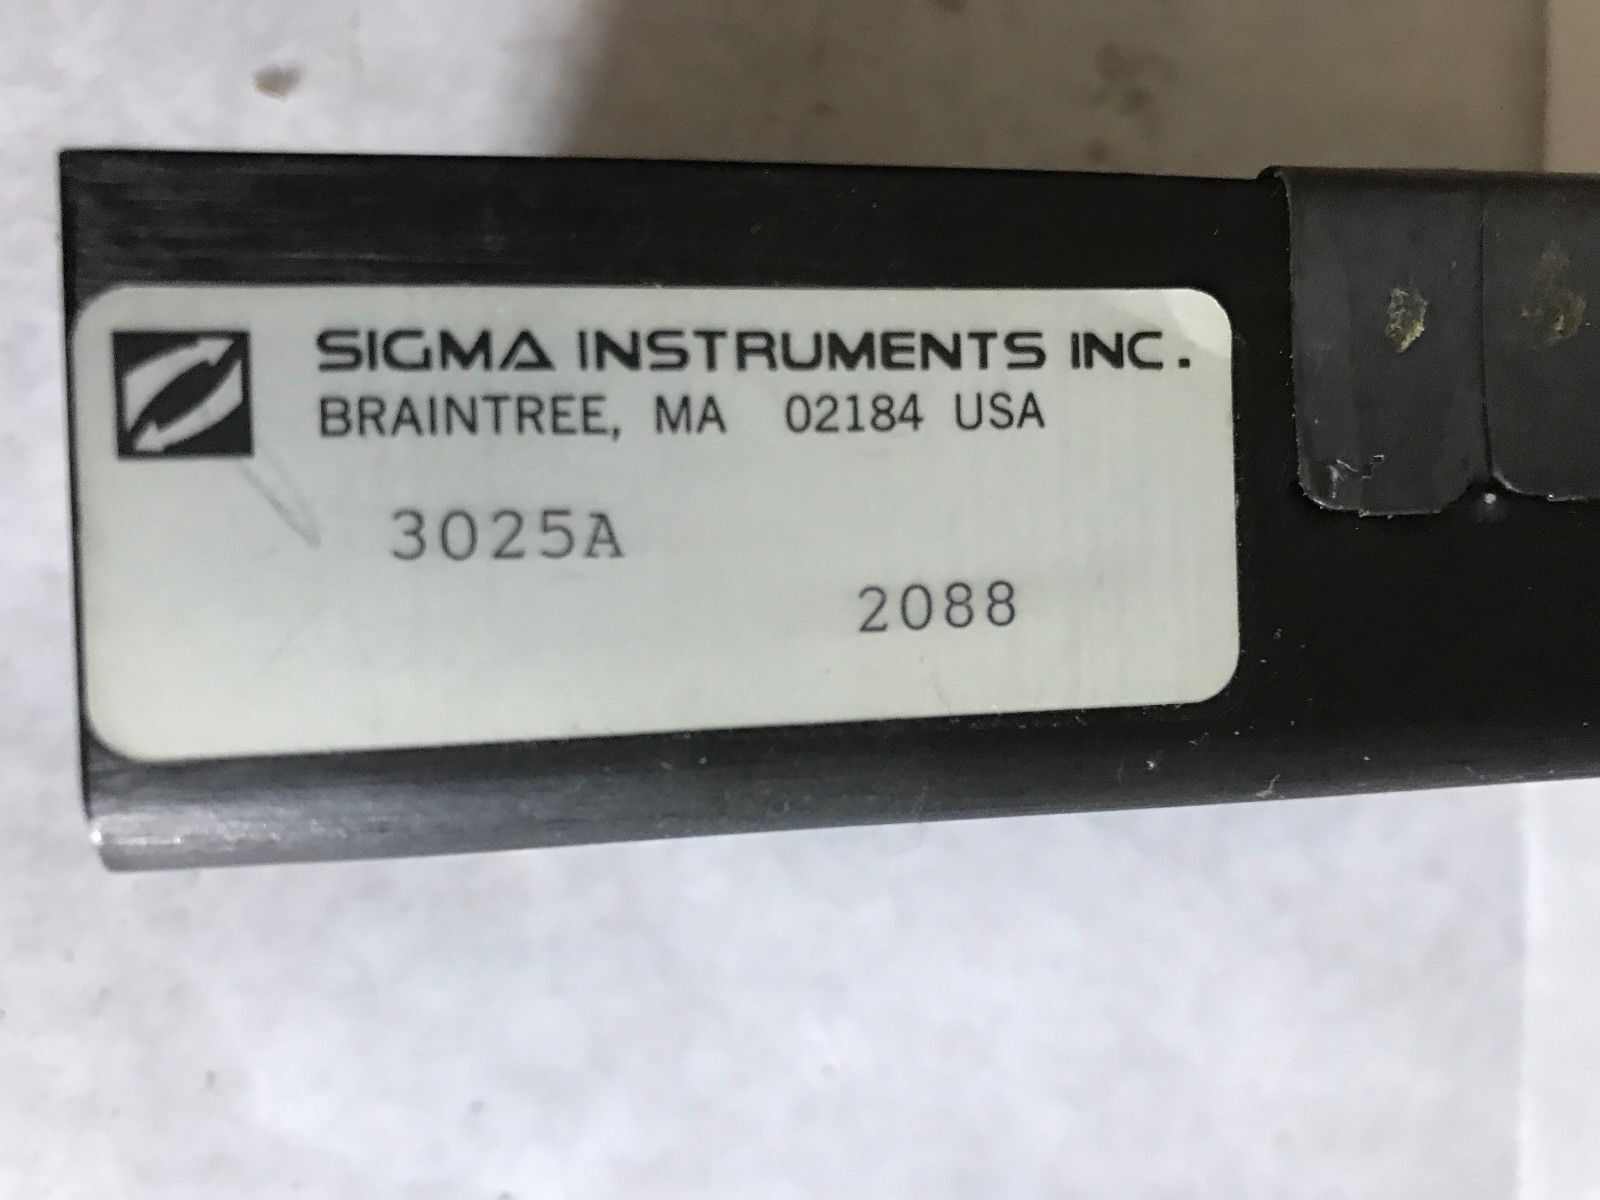 SIGMA INSTRUMENTS INC.
BRAINTREE, MA 02184 USA
3025A
2088